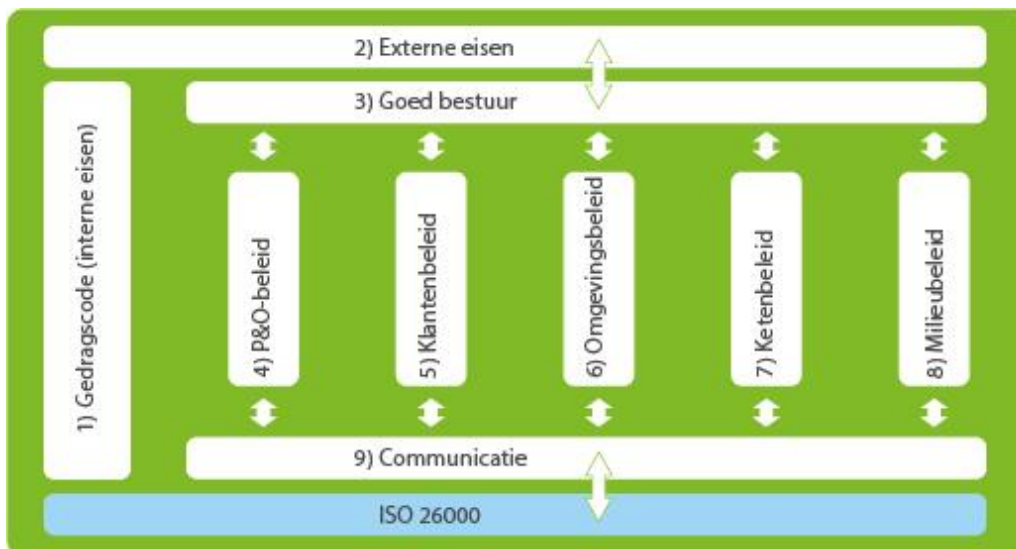 2) Externe eisen
1) Gedragscode (interne eisen)
3) Goed bestuur
4) P&O-beleid
5) Klantenbeleid
6) Omgevingsbeleid
7) Ketenbeleid
8) Milieubeleid
9) Communicatie
ISO 26000